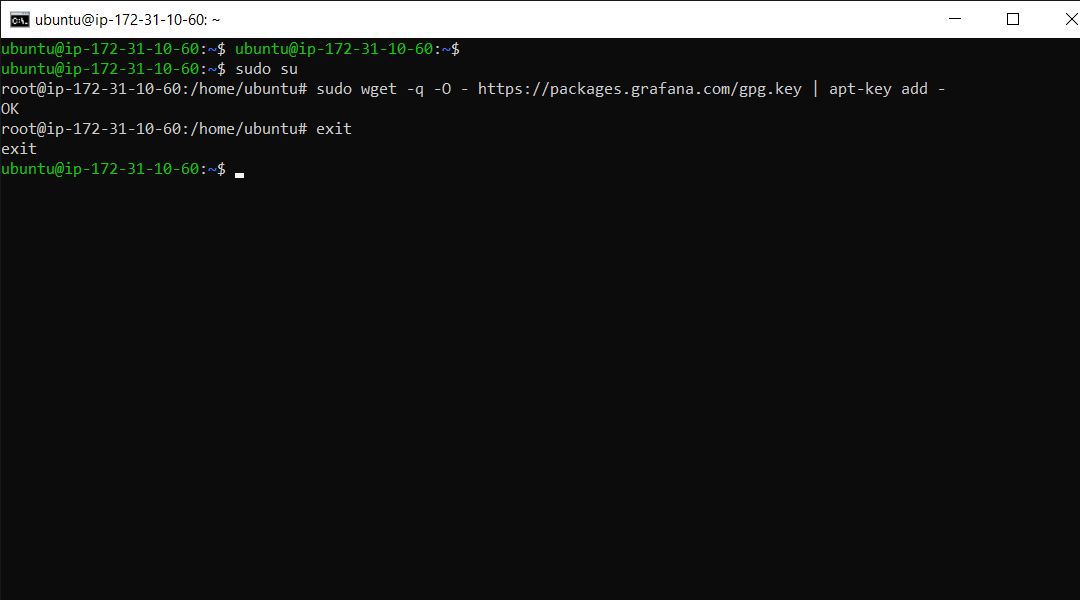 ubuntu@ip-172-31-10-60: ~
ubuntu@ip-172-31-10-60:~$ ubuntu@ip-172-31-10-60:~$
ubuntu@ip-172-31-10-60:~$ sudo su
root@ip-172-31-10-60:/home/ubuntu# sudo wget -q -O - https://packages.grafana.com/gpg.key | apt-key add -
OK
root@ip-172-31-10-60:/home/ubuntu# exit
exit
ubuntu@ip-172-31-10-60:~$